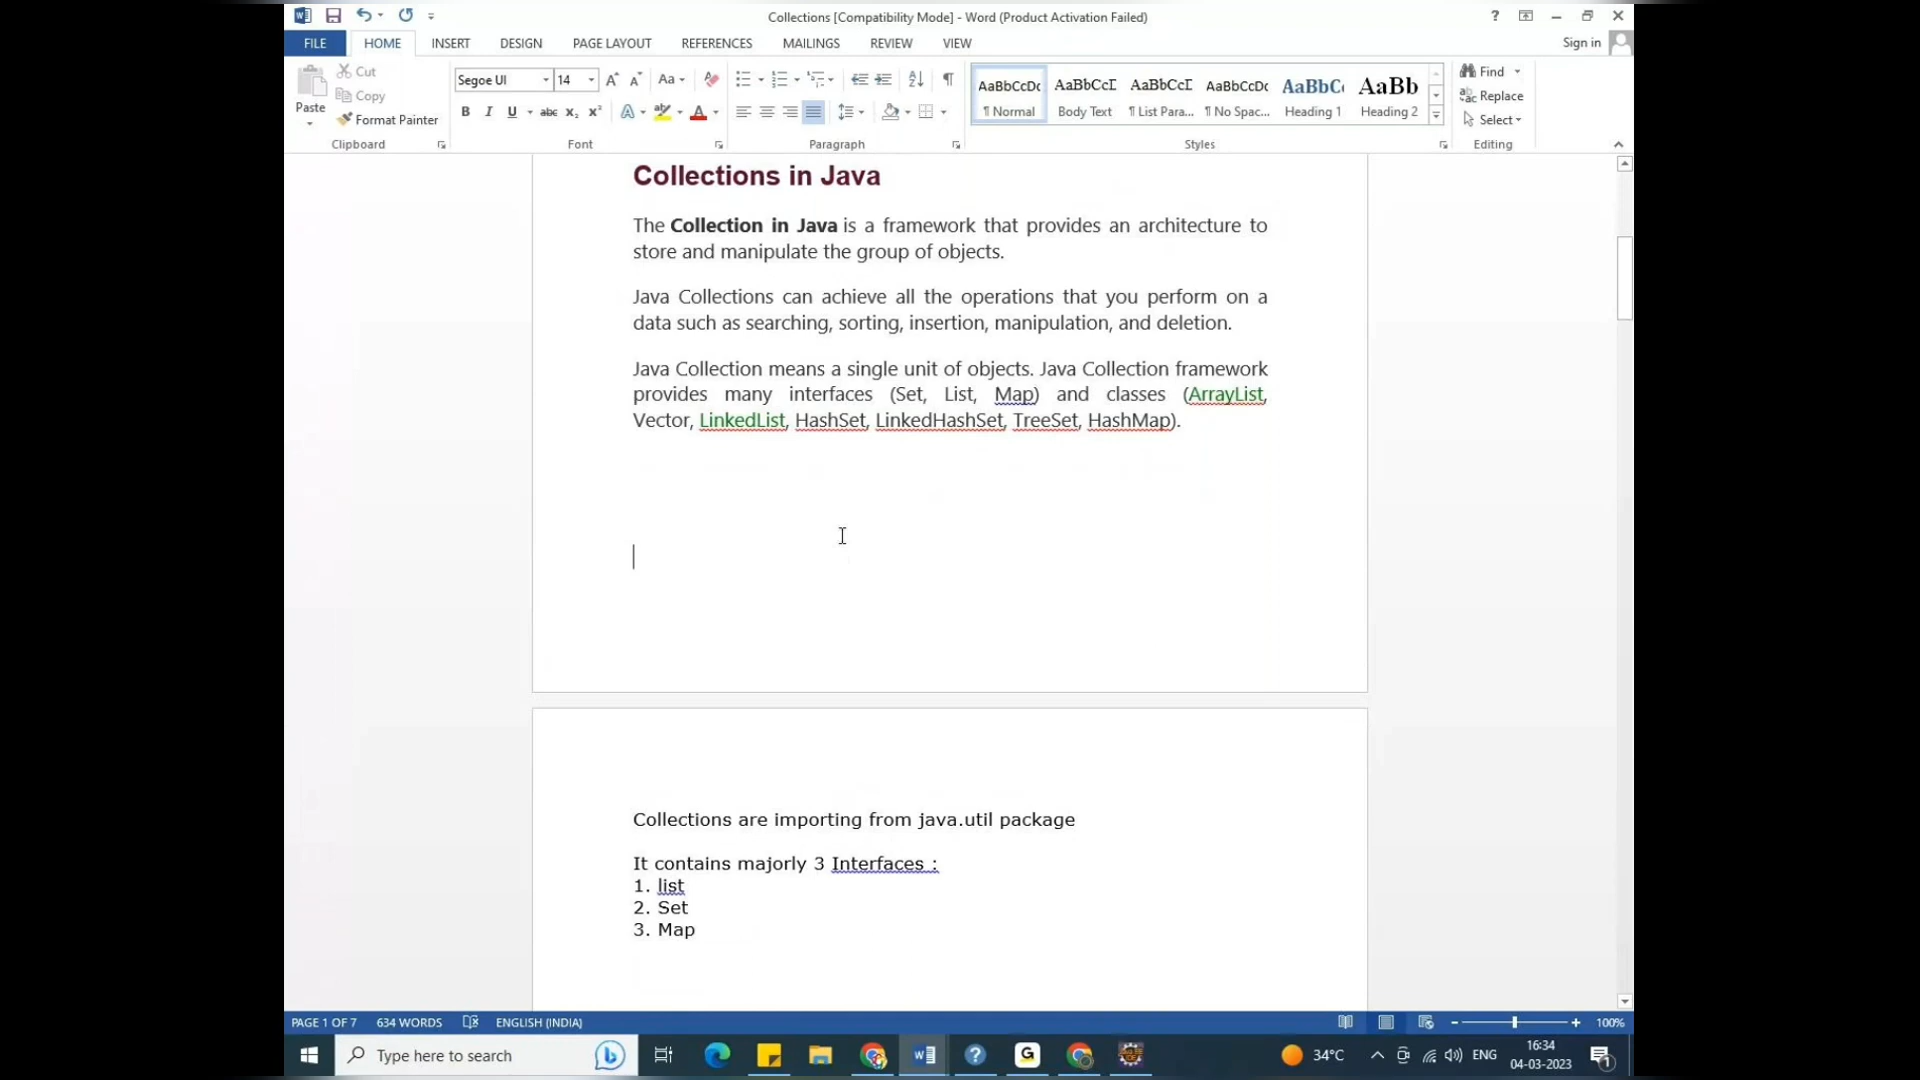 Collections [Compatibility Mode] - Word (Product Activation Failed)
FILE HOME INSERT DESIGN PAGE LAYOUT REFERENCES MAILINGS REVIEW VIEW Sign in
Paste
Cut
Copy
Format Painter
Clipboard
Segoe UI 14
Font
Paragraph
AaBbCcDc AaBbCcE AaBbCcI AaBbCcDc AaBbC AaBb
¶ Normal Body Text ¶ List Para... ¶ No Spac... Heading 1 Heading 2
Styles
Find
Replace
Select
Editing
Collections in Java
The Collection in Java is a framework that provides an architecture to
store and manipulate the group of objects.
Java Collections can achieve all the operations that you perform on a
data such as searching, sorting, insertion, manipulation, and deletion.
Java Collection means a single unit of objects. Java Collection framework
provides many interfaces (Set, List, Map) and classes (ArrayList,
Vector, LinkedList, HashSet, LinkedHashSet, TreeSet, HashMap).
Collections are importing from java.util package
It contains majorly 3 Interfaces :
1. list
2. Set
3. Map
PAGE 1 OF 7 634 WORDS ENGLISH (INDIA) 100%
Type here to search
34°C ENG
16:34
04-03-2023